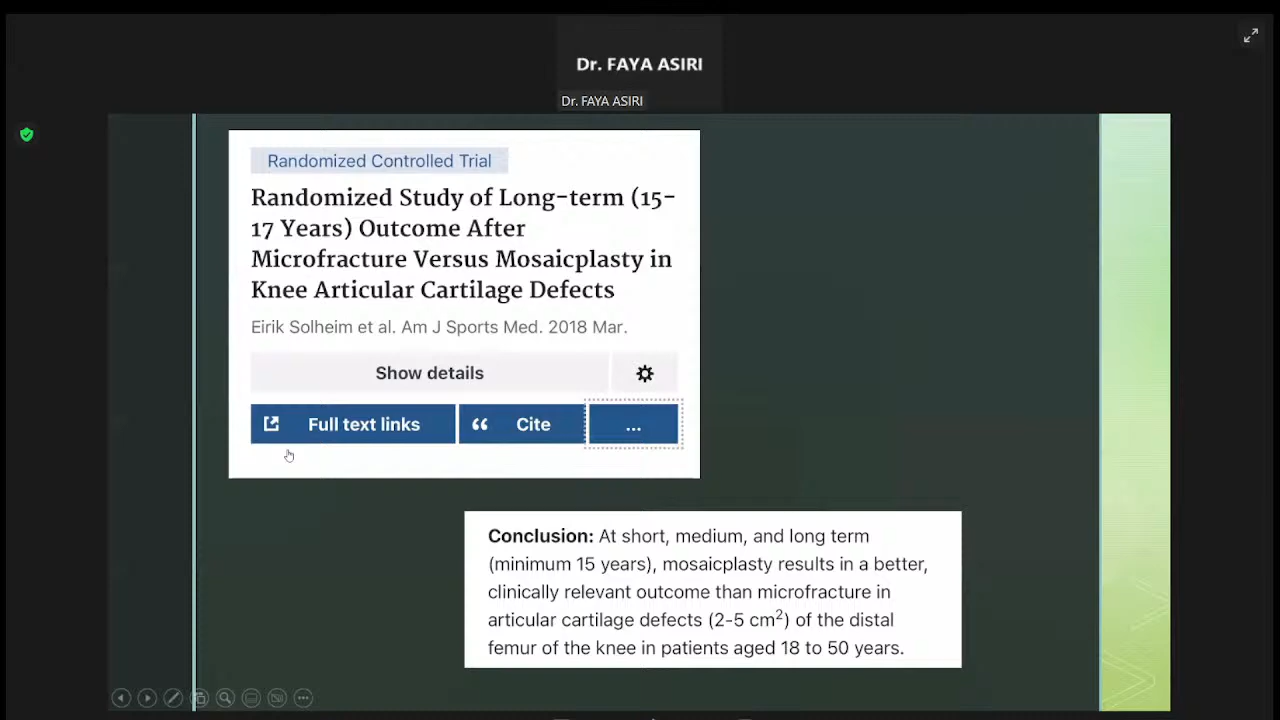 Dr. FAYA ASIRI
Dr. FAYA ASIRI
Randomized Controlled Trial
Randomized Study of Long-term (15-
17 Years) Outcome After
Microfracture Versus Mosaicplasty in
Knee Articular Cartilage Defects
Eirik Solheim et al. Am J Sports Med. 2018 Mar.
Show details
Full text links
Cite
...
Conclusion: At short, medium, and long term
(minimum 15 years), mosaicplasty results in a better,
clinically relevant outcome than microfracture in
articular cartilage defects (2-5 cm²) of the distal
femur of the knee in patients aged 18 to 50 years.